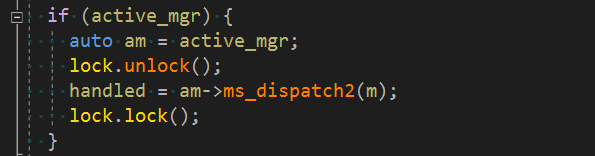 if (active_mgr) {
auto am = active_mgr;
lock.unlock();
handled = am->ms_dispatch2(m);
lock.lock();
}